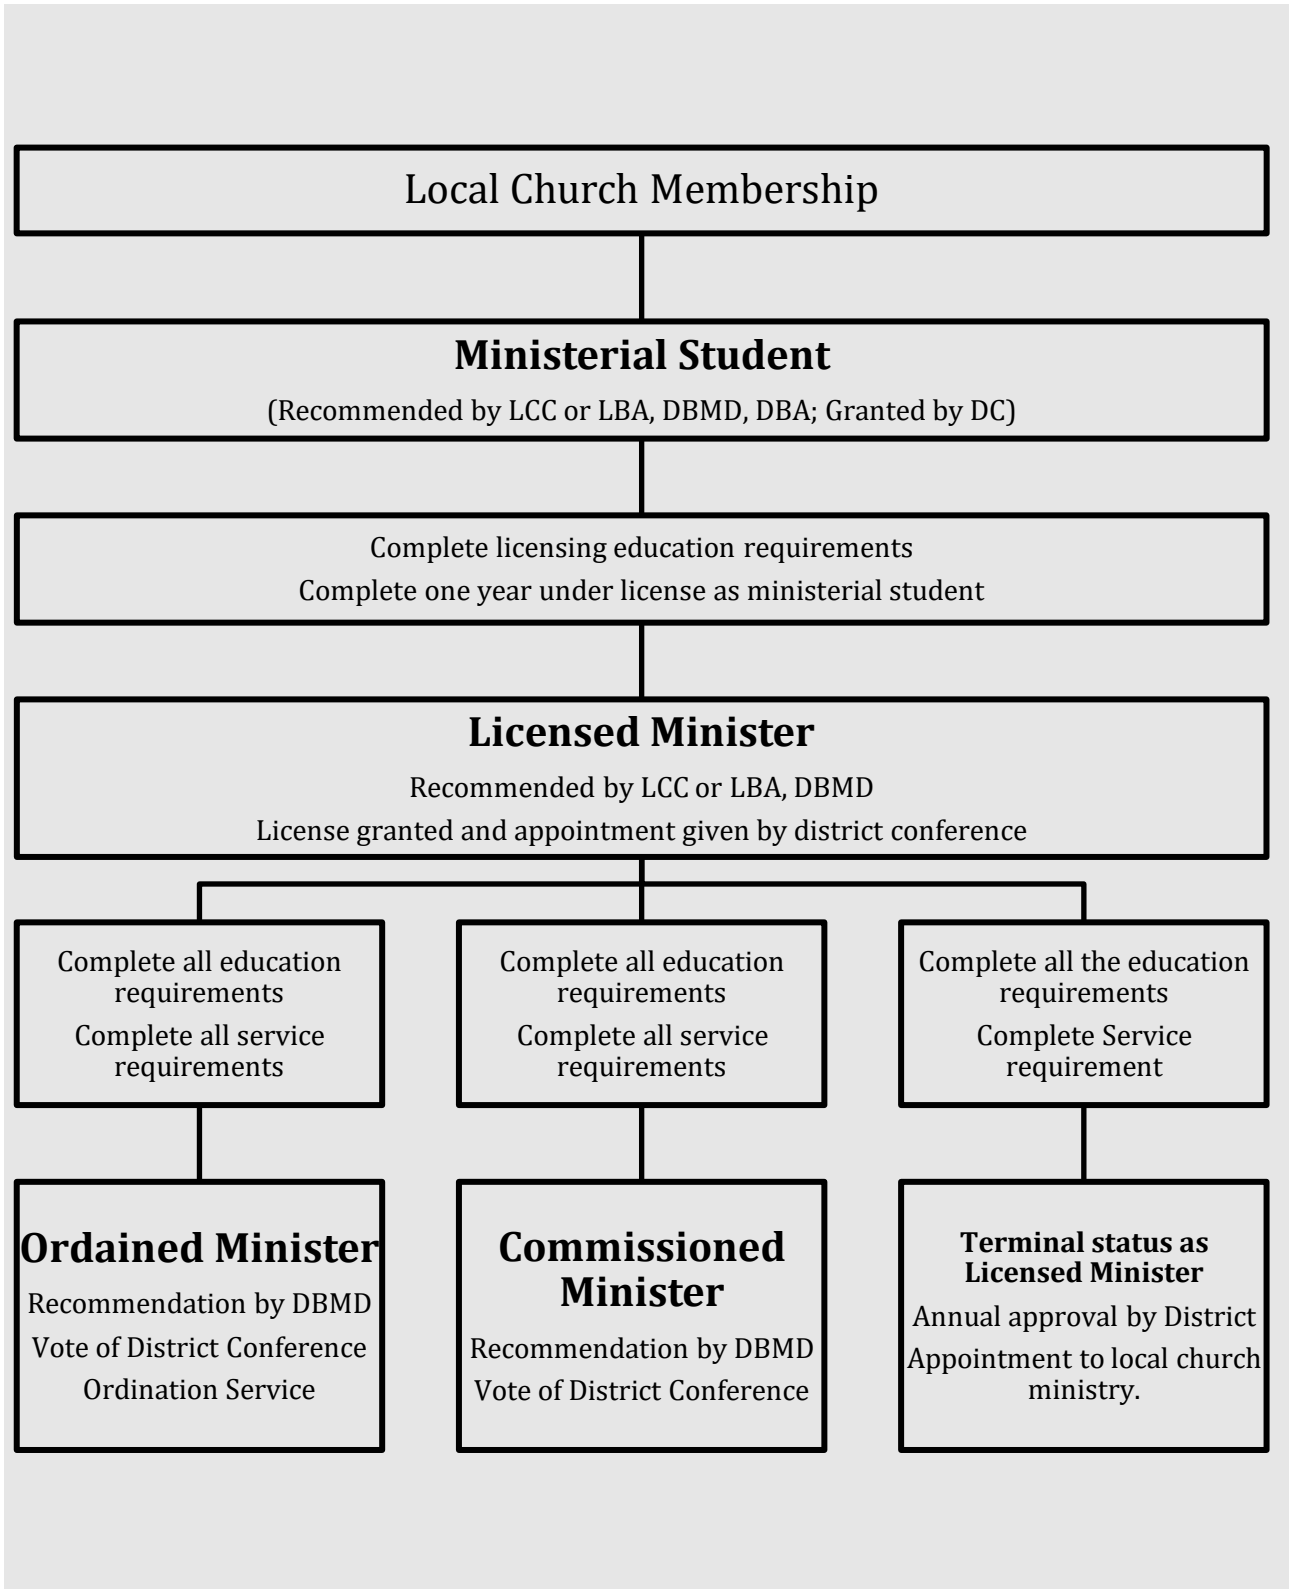 Local Church Membership
Ministerial Student
(Recommended by LCC or LBA, DBMD, DBA; Granted by DC)
Complete licensing education requirements
Complete one year under license as ministerial student
Licensed Minister
Recommended by LCC or LBA, DBMD
License granted and appointment given by district conference
Complete all education
requirements
Complete all service
requirements
Complete all education
requirements
Complete all service
requirements
Complete all the education
requirements
Complete Service
requirement
Ordained Minister
Recommendation by DBMD
Vote of District Conference
Ordination Service
Commissioned
Minister
Recommendation by DBMD
Vote of District Conference
Terminal status as
Licensed Minister
Annual approval by District
Appointment to local church
ministry.